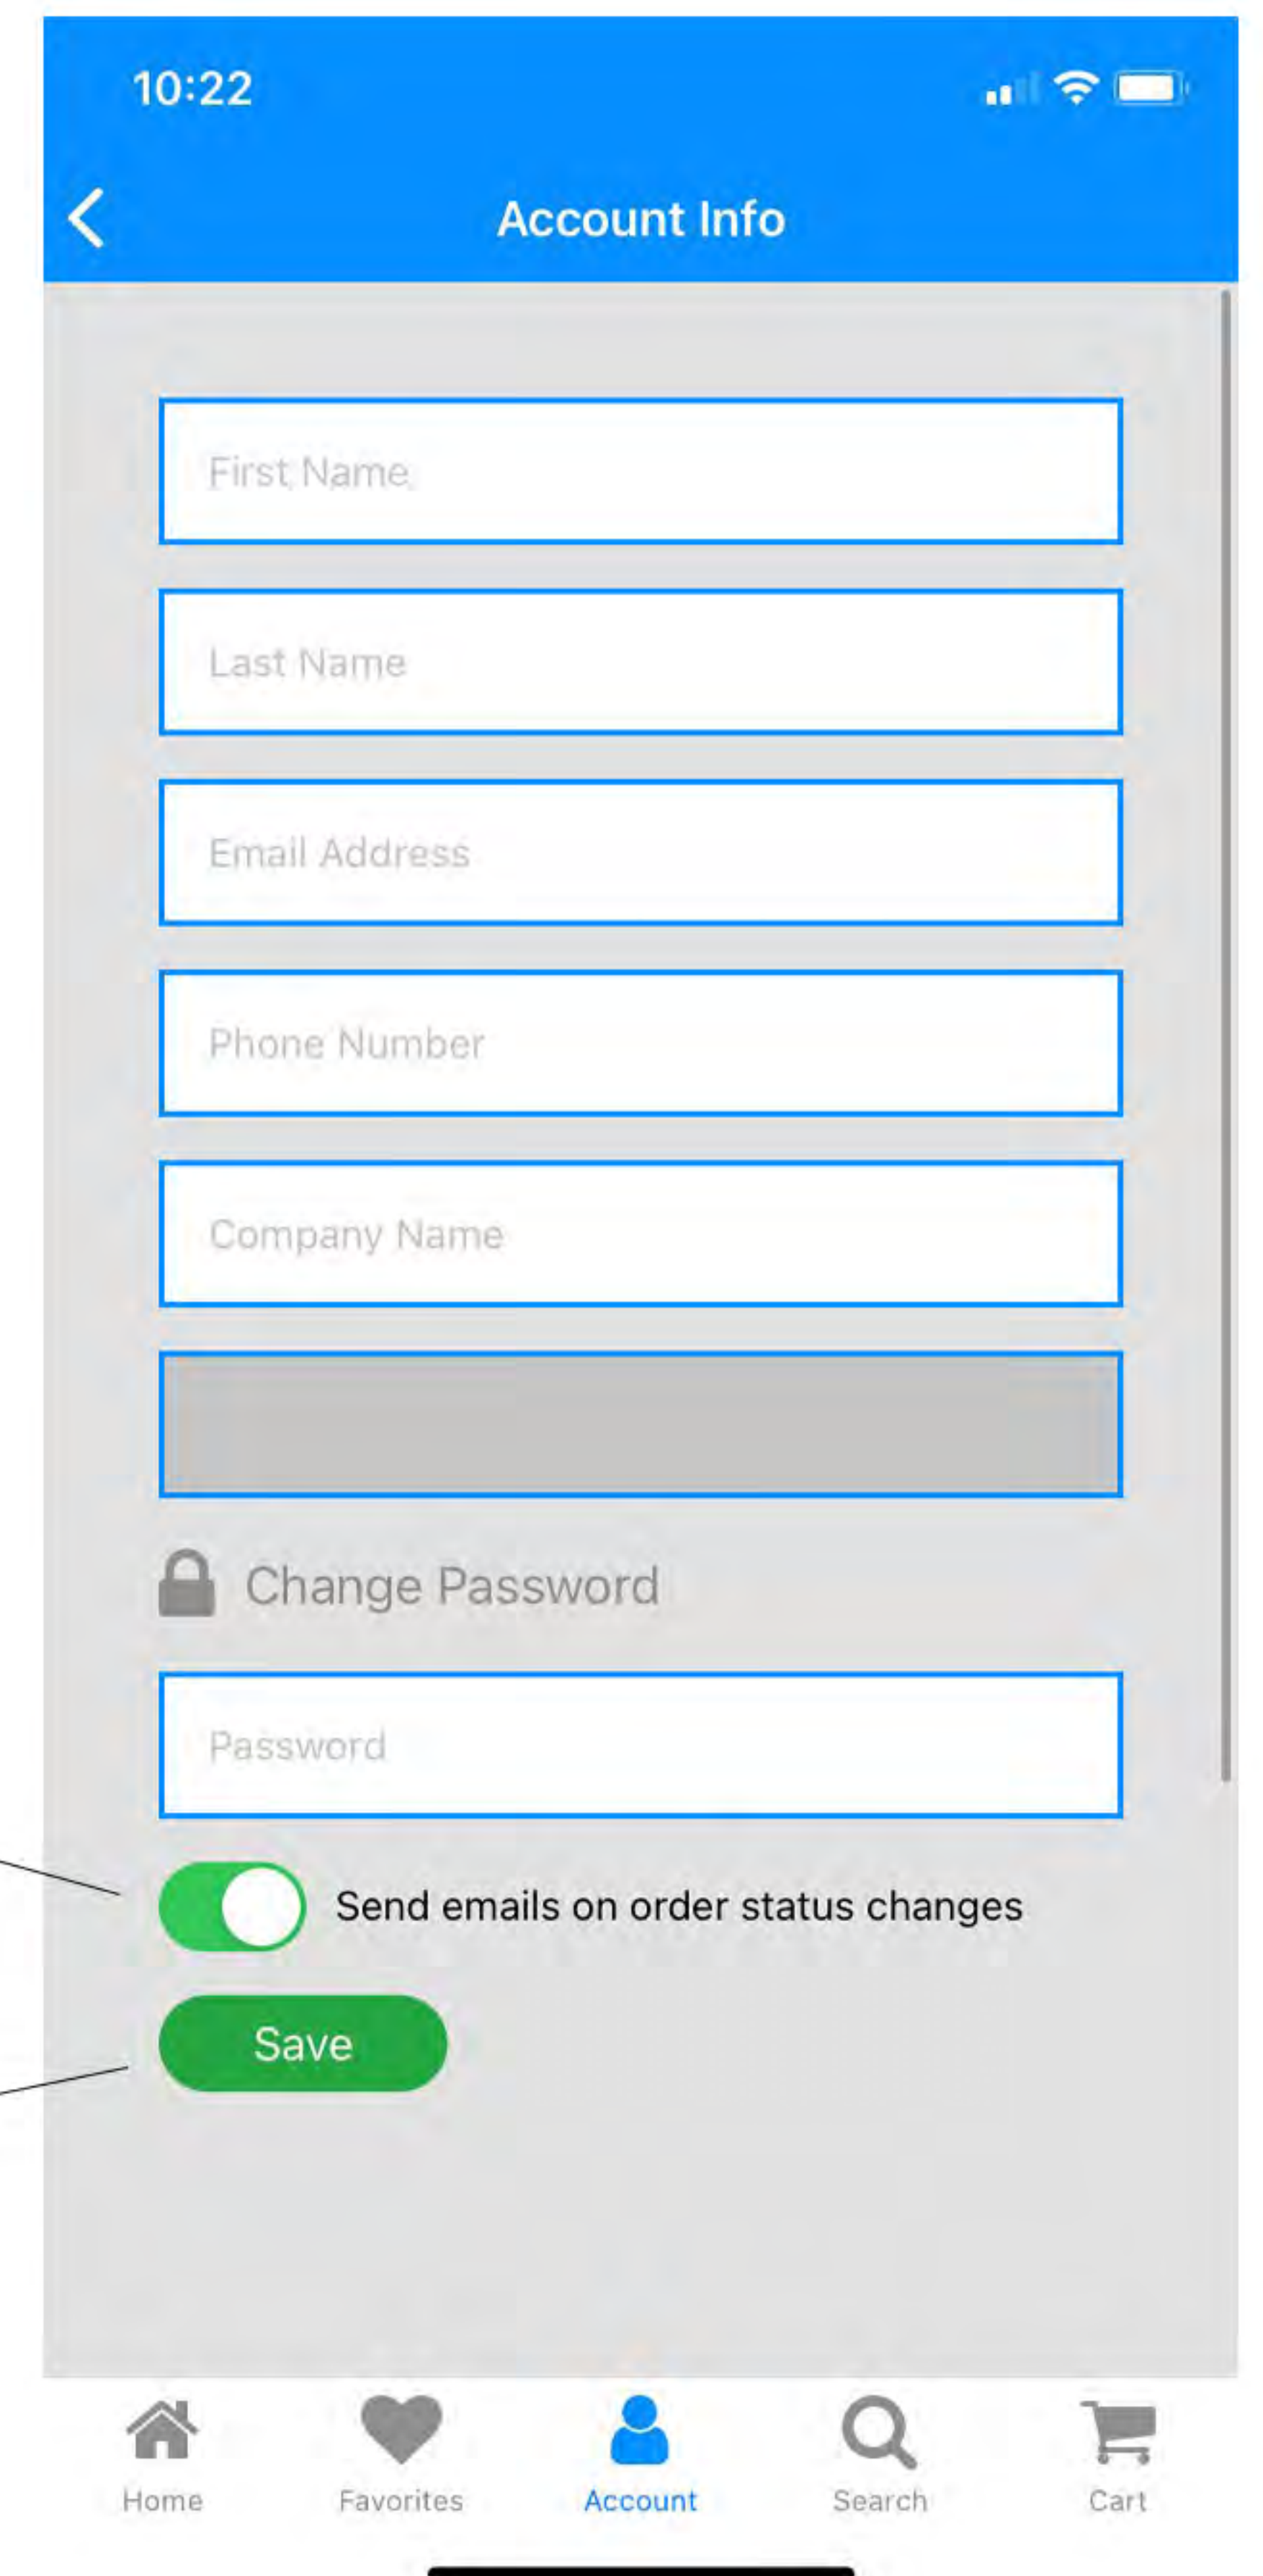 10:22
Account Info
First Name
Last Name
Email Address
Phone Number
Company Name
Change Password
Password
Send emails on order status changes
Save
Home Favorites Account Search Cart